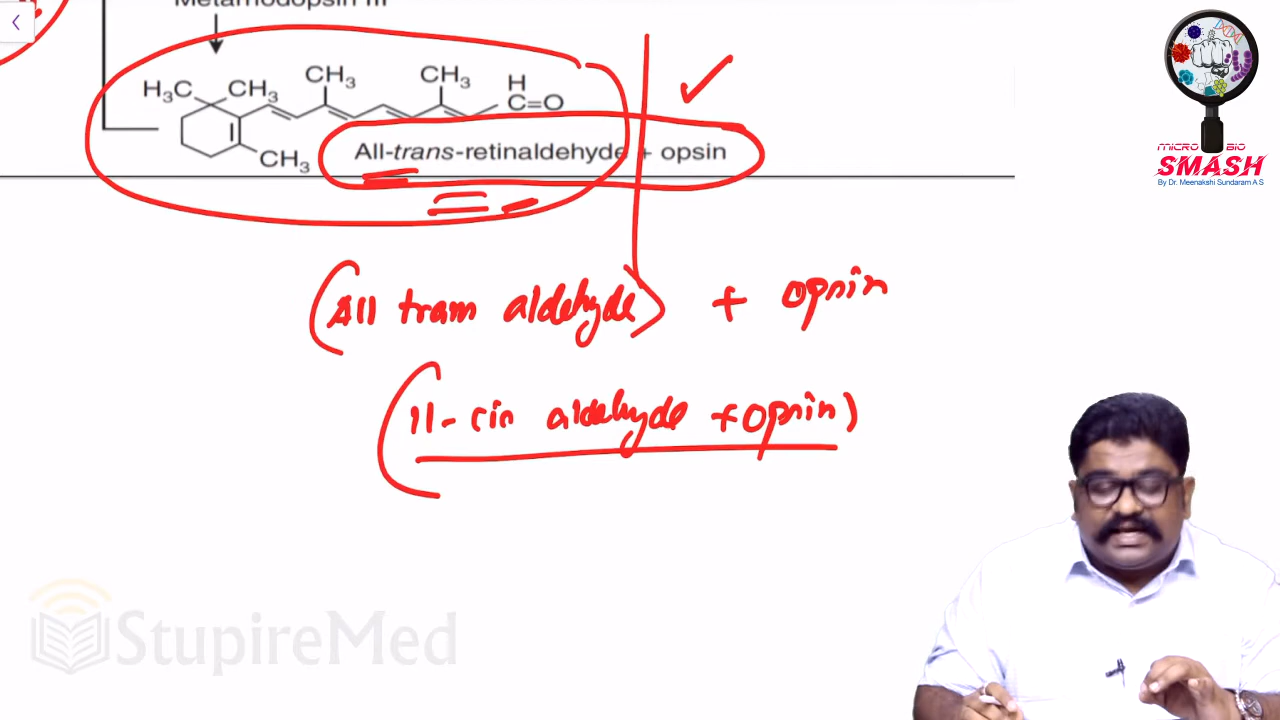 Metarhodopsin III
CH₃ CH₃ H
H₃C CH₃ C=O
CH₃ All-trans-retinaldehyde + opsin
MICRO BIO
SMASH
By Dr. Meenakshi Sundaram A S
(All trans aldehyde) + opsin
(11-cis aldehyde + opsin)
StupireMed